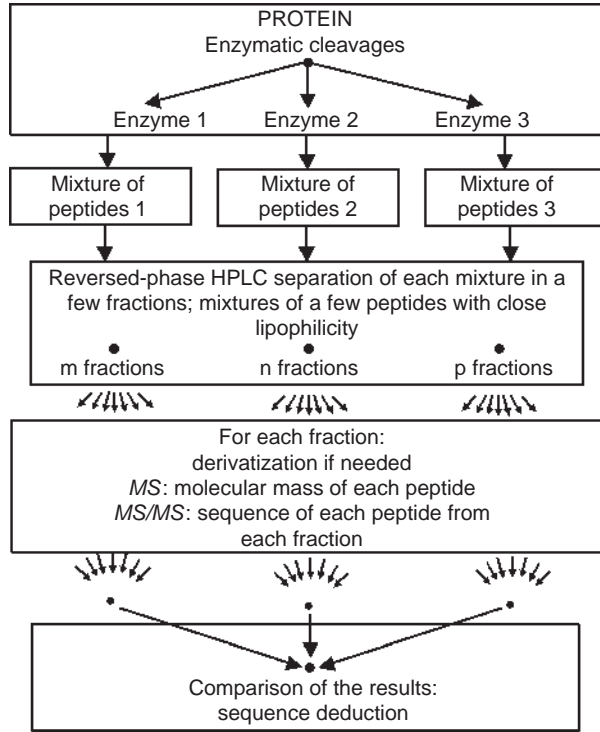 PROTEIN
Enzymatic cleavages
Enzyme 1 Enzyme 2 Enzyme 3
Mixture of peptides 1
Mixture of peptides 2
Mixture of peptides 3
Reversed-phase HPLC separation of each mixture in a
few fractions; mixtures of a few peptides with close
lipophilicity
m fractions n fractions p fractions
For each fraction:
derivatization if needed
MS: molecular mass of each peptide
MS/MS: sequence of each peptide from
each fraction
Comparison of the results:
sequence deduction